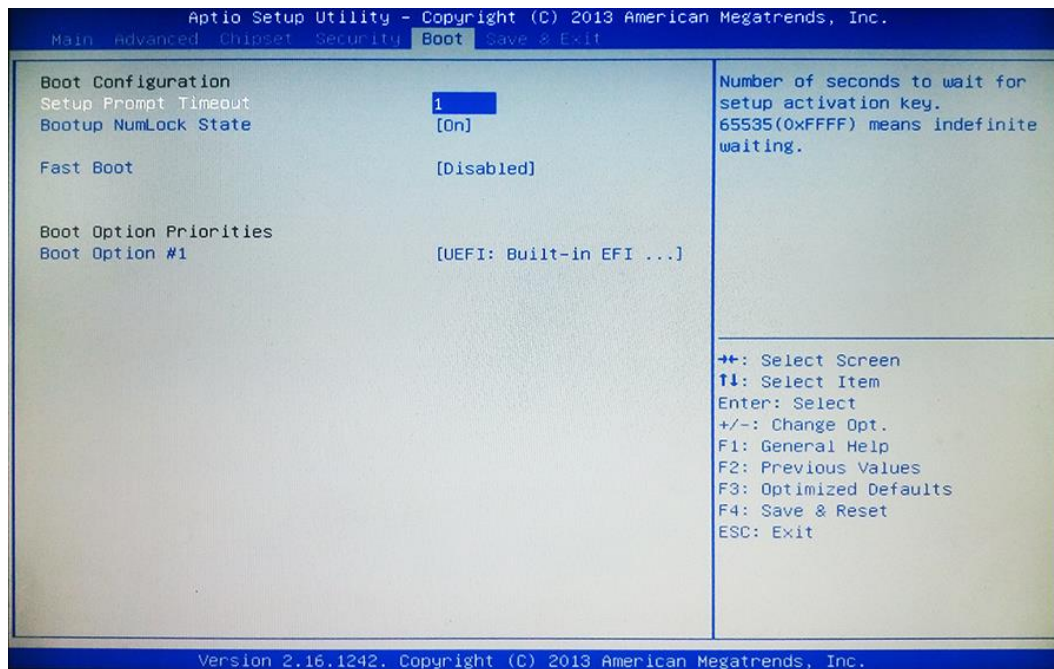 Aptio Setup Utility - Copyright (C) 2013 American Megatrends, Inc.
Main Advanced Chipset Security Boot Save & Exit
Boot Configuration
Setup Prompt Timeout 1
Bootup NumLock State [On]
Fast Boot [Disabled]
Boot Option Priorities
Boot Option #1 [UEFI: Built-in EFI ...]
Number of seconds to wait for
setup activation key.
65535(0xFFFF) means indefinite
waiting.
→←: Select Screen
↑↓: Select Item
Enter: Select
+/-: Change Opt.
F1: General Help
F2: Previous Values
F3: Optimized Defaults
F4: Save & Reset
ESC: Exit
Version 2.16.1242. Copyright (C) 2013 American Megatrends, Inc.